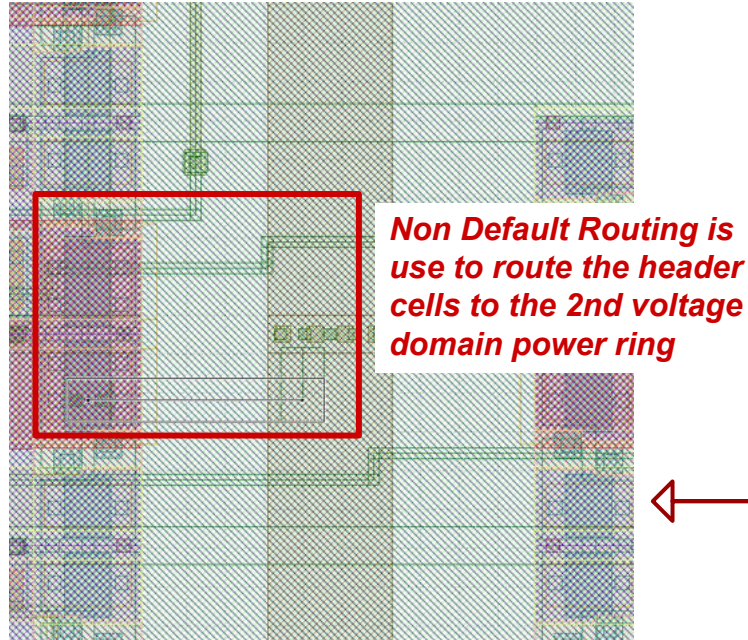 Non Default Routing is
use to route the header
cells to the 2nd voltage
domain power ring